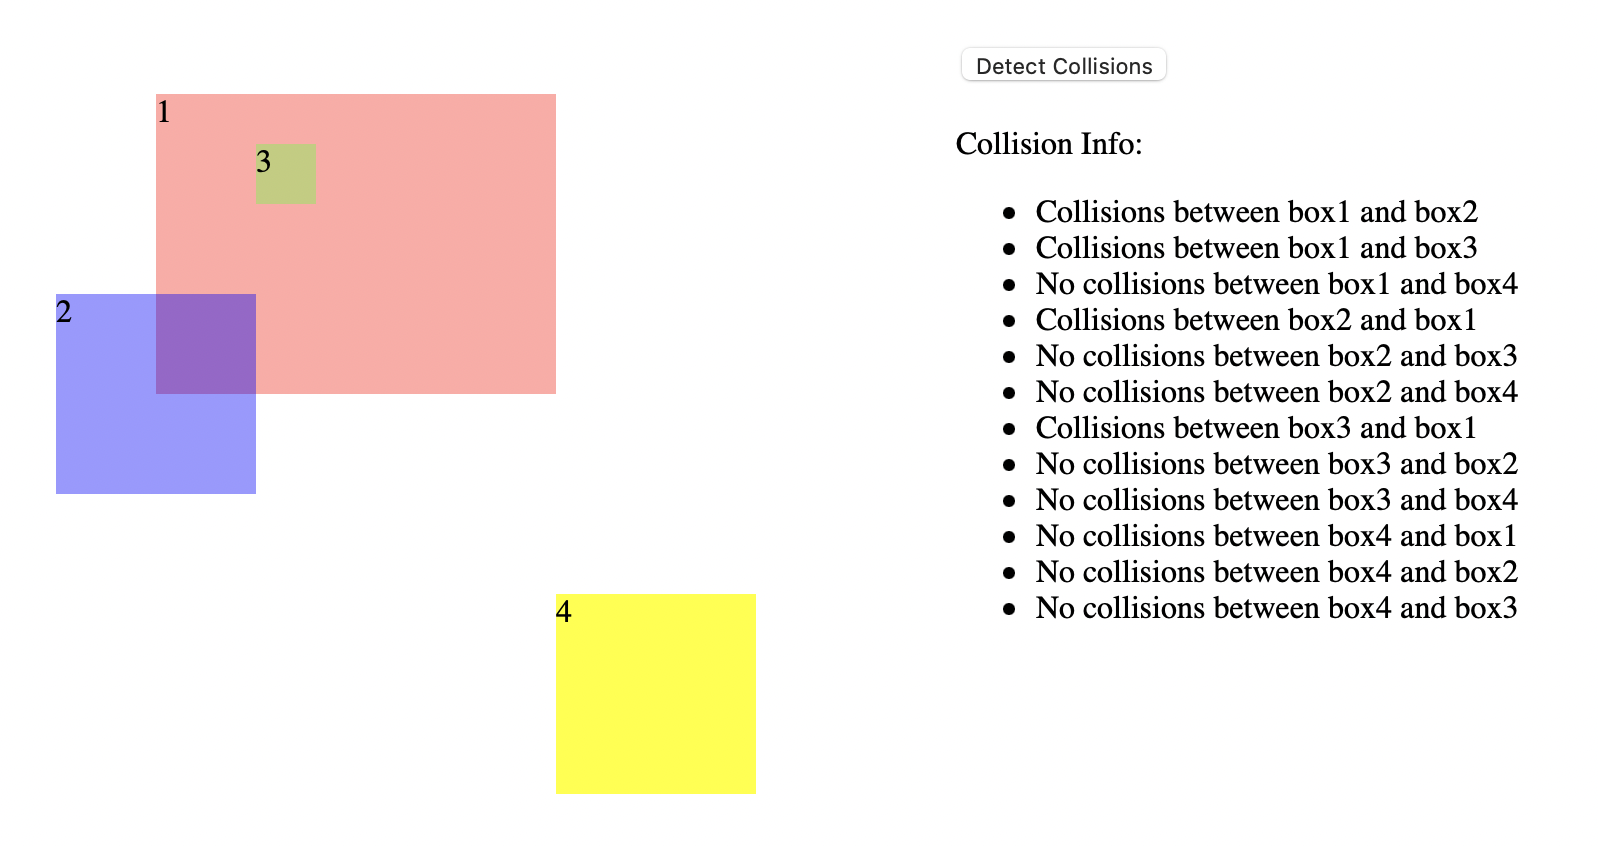 1
3
2
4
Detect Collisions
Collision Info:
Collisions between box1 and box2
Collisions between box1 and box3
No collisions between box1 and box4
Collisions between box2 and box1
No collisions between box2 and box3
No collisions between box2 and box4
Collisions between box3 and box1
No collisions between box3 and box2
No collisions between box3 and box4
No collisions between box4 and box1
No collisions between box4 and box2
No collisions between box4 and box3